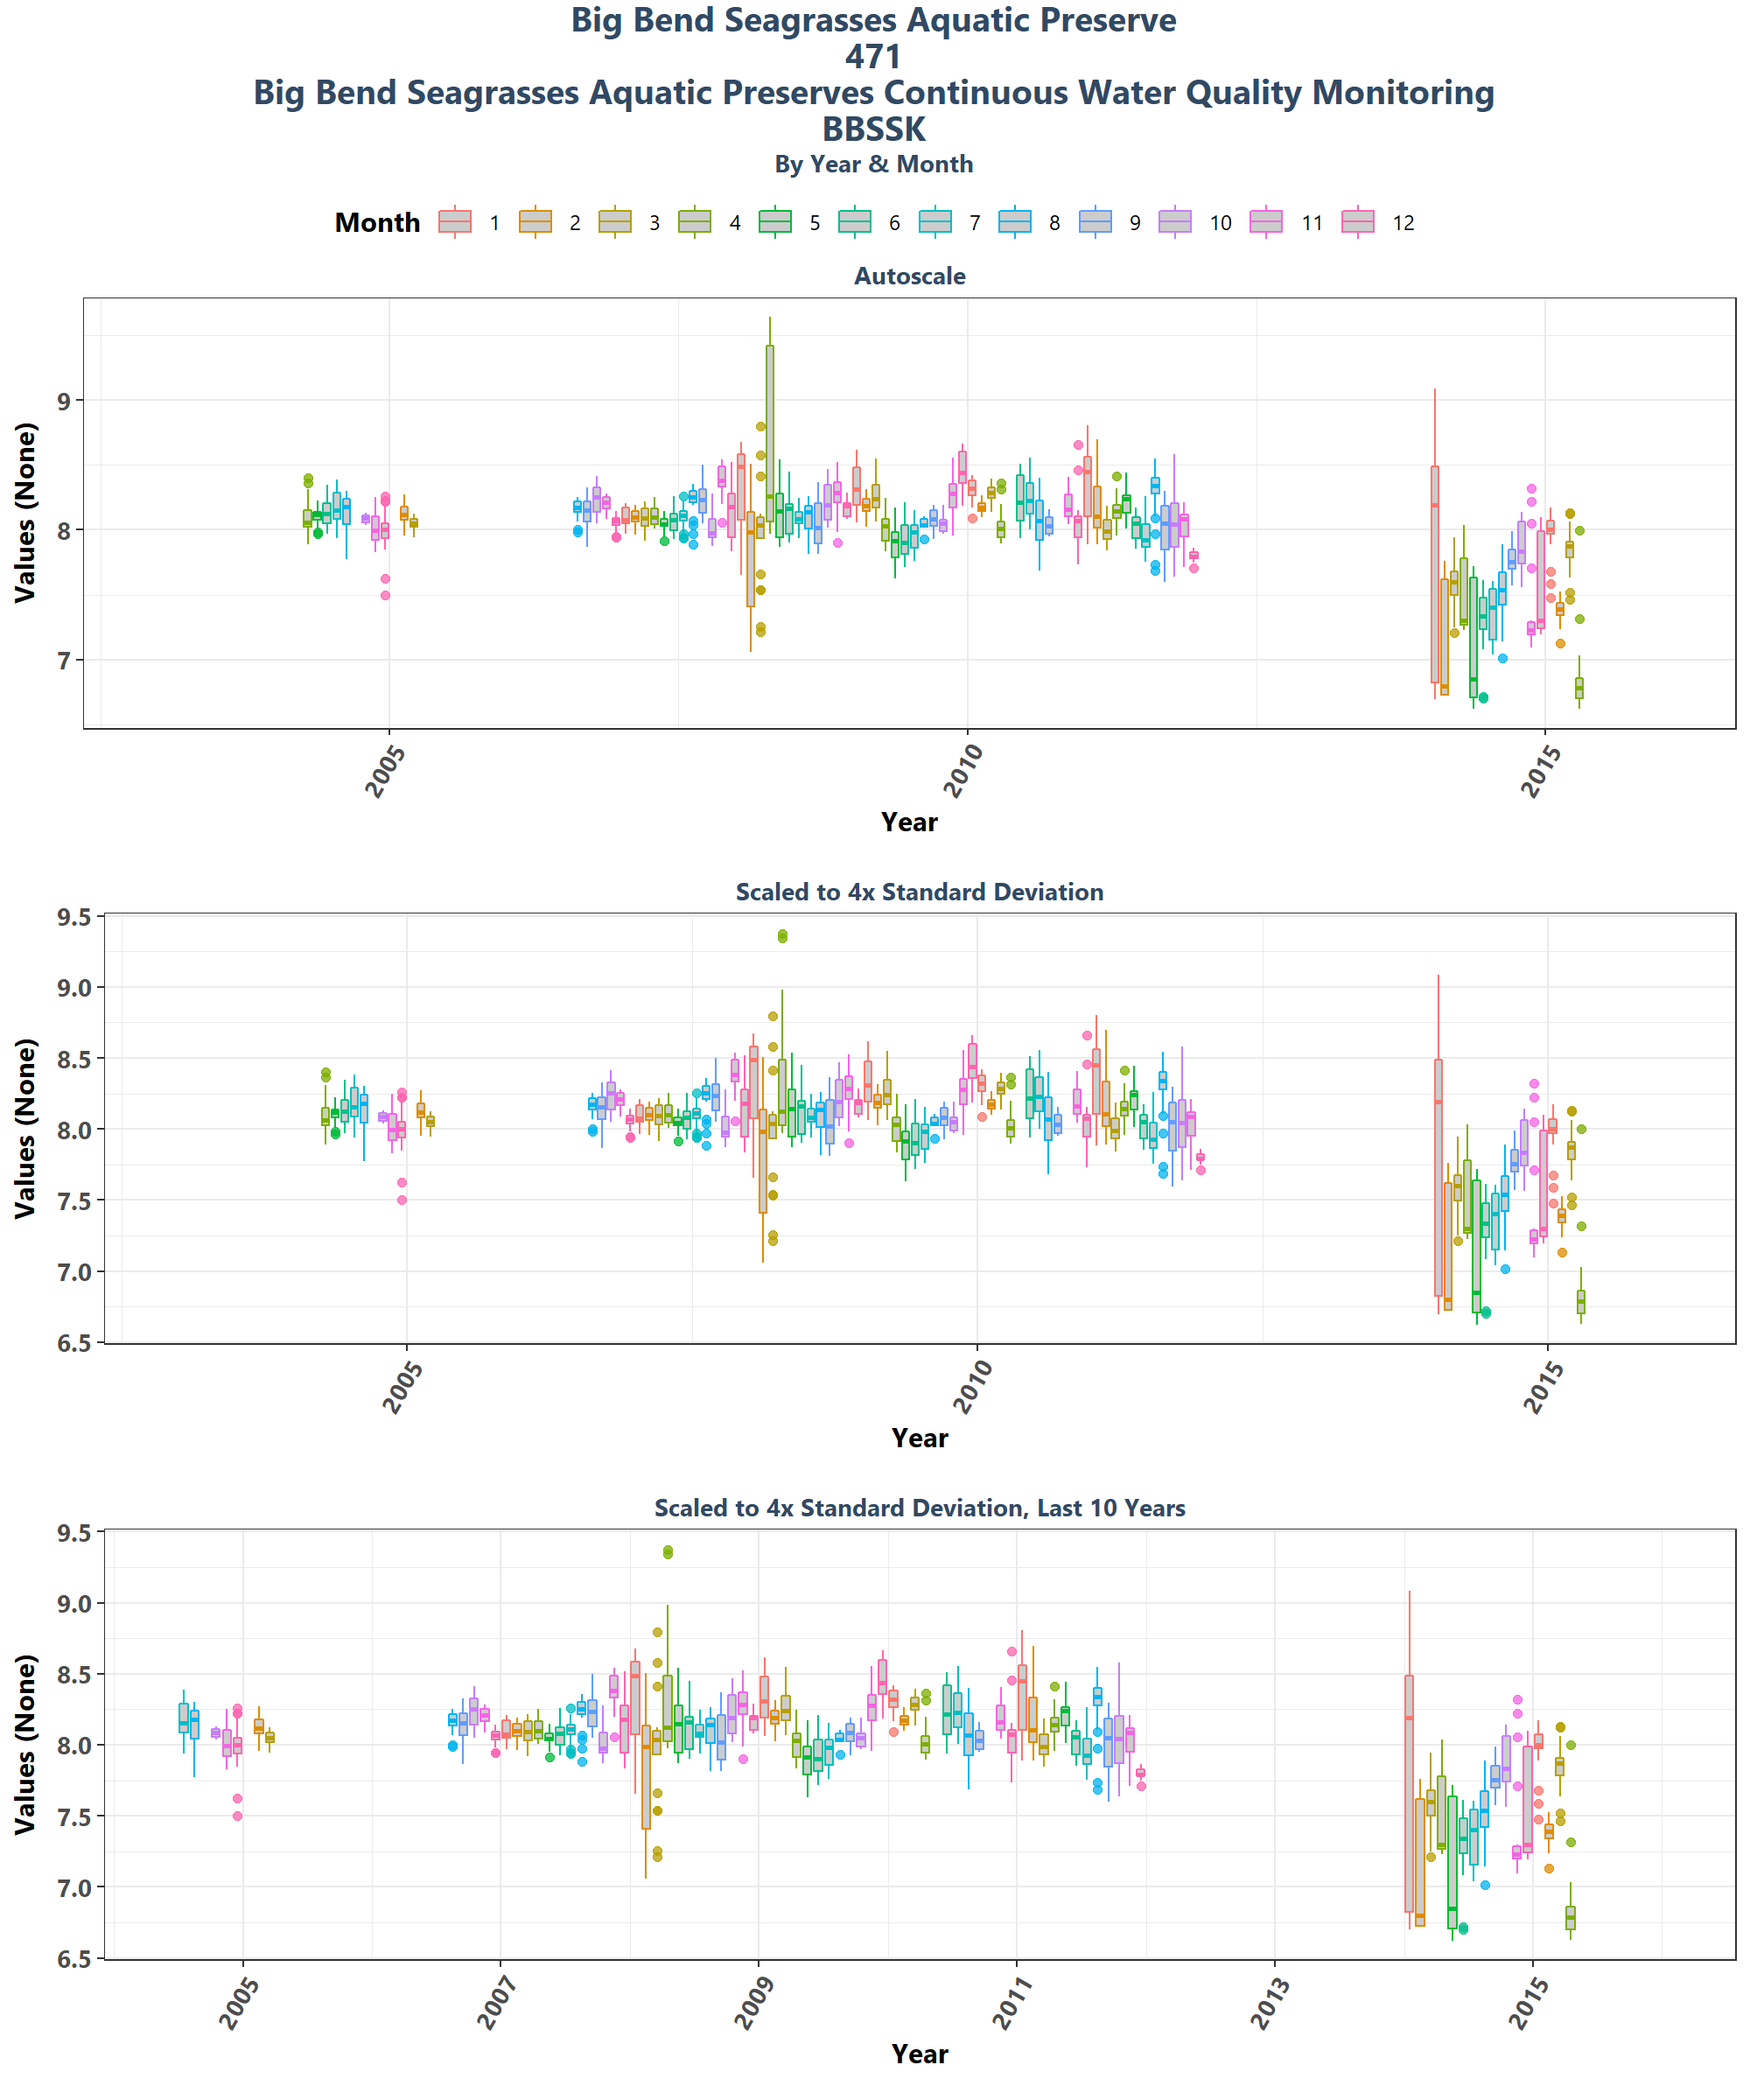 Big Bend Seagrasses Aquatic Preserve
471
Big Bend Seagrasses Aquatic Preserves Continuous Water Quality Monitoring
BBSSK
By Year & Month
Month 1 2 3 4 5 6 7 8 9 10 11 12
Autoscale
Values (None)
9
8
7
2005 2010 2015
Year
Scaled to 4x Standard Deviation
Values (None)
9.5
9.0
8.5
8.0
7.5
7.0
6.5
2005 2010 2015
Year
Scaled to 4x Standard Deviation, Last 10 Years
Values (None)
9.5
9.0
8.5
8.0
7.5
7.0
6.5
2005 2007 2009 2011 2013 2015
Year